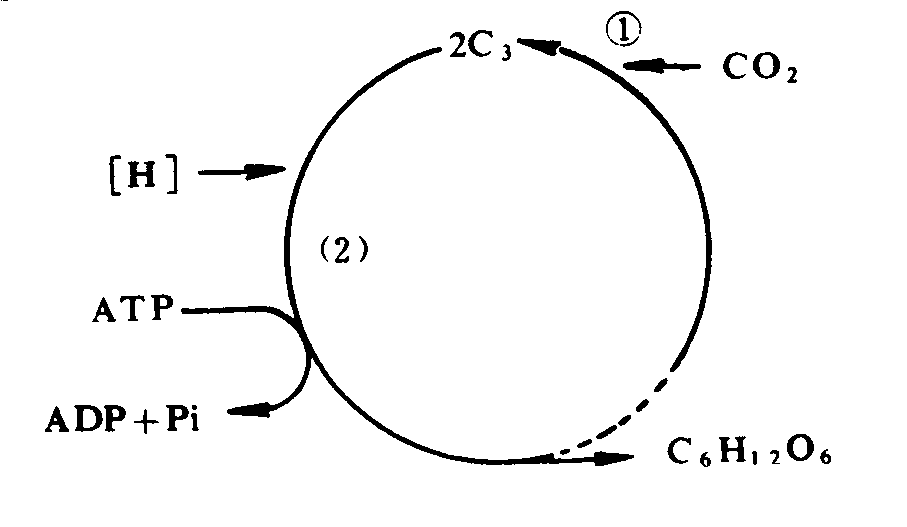 ①
2C₃
CO₂
[H]
(2)
ATP
ADP+Pi
C₆H₁₂O₆